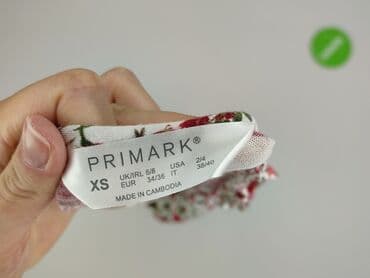 PRIMARK®
XS
UK/IRL 6/8 USA 2/4
EUR 34/36 IT 38/40
MADE IN CAMBODIA